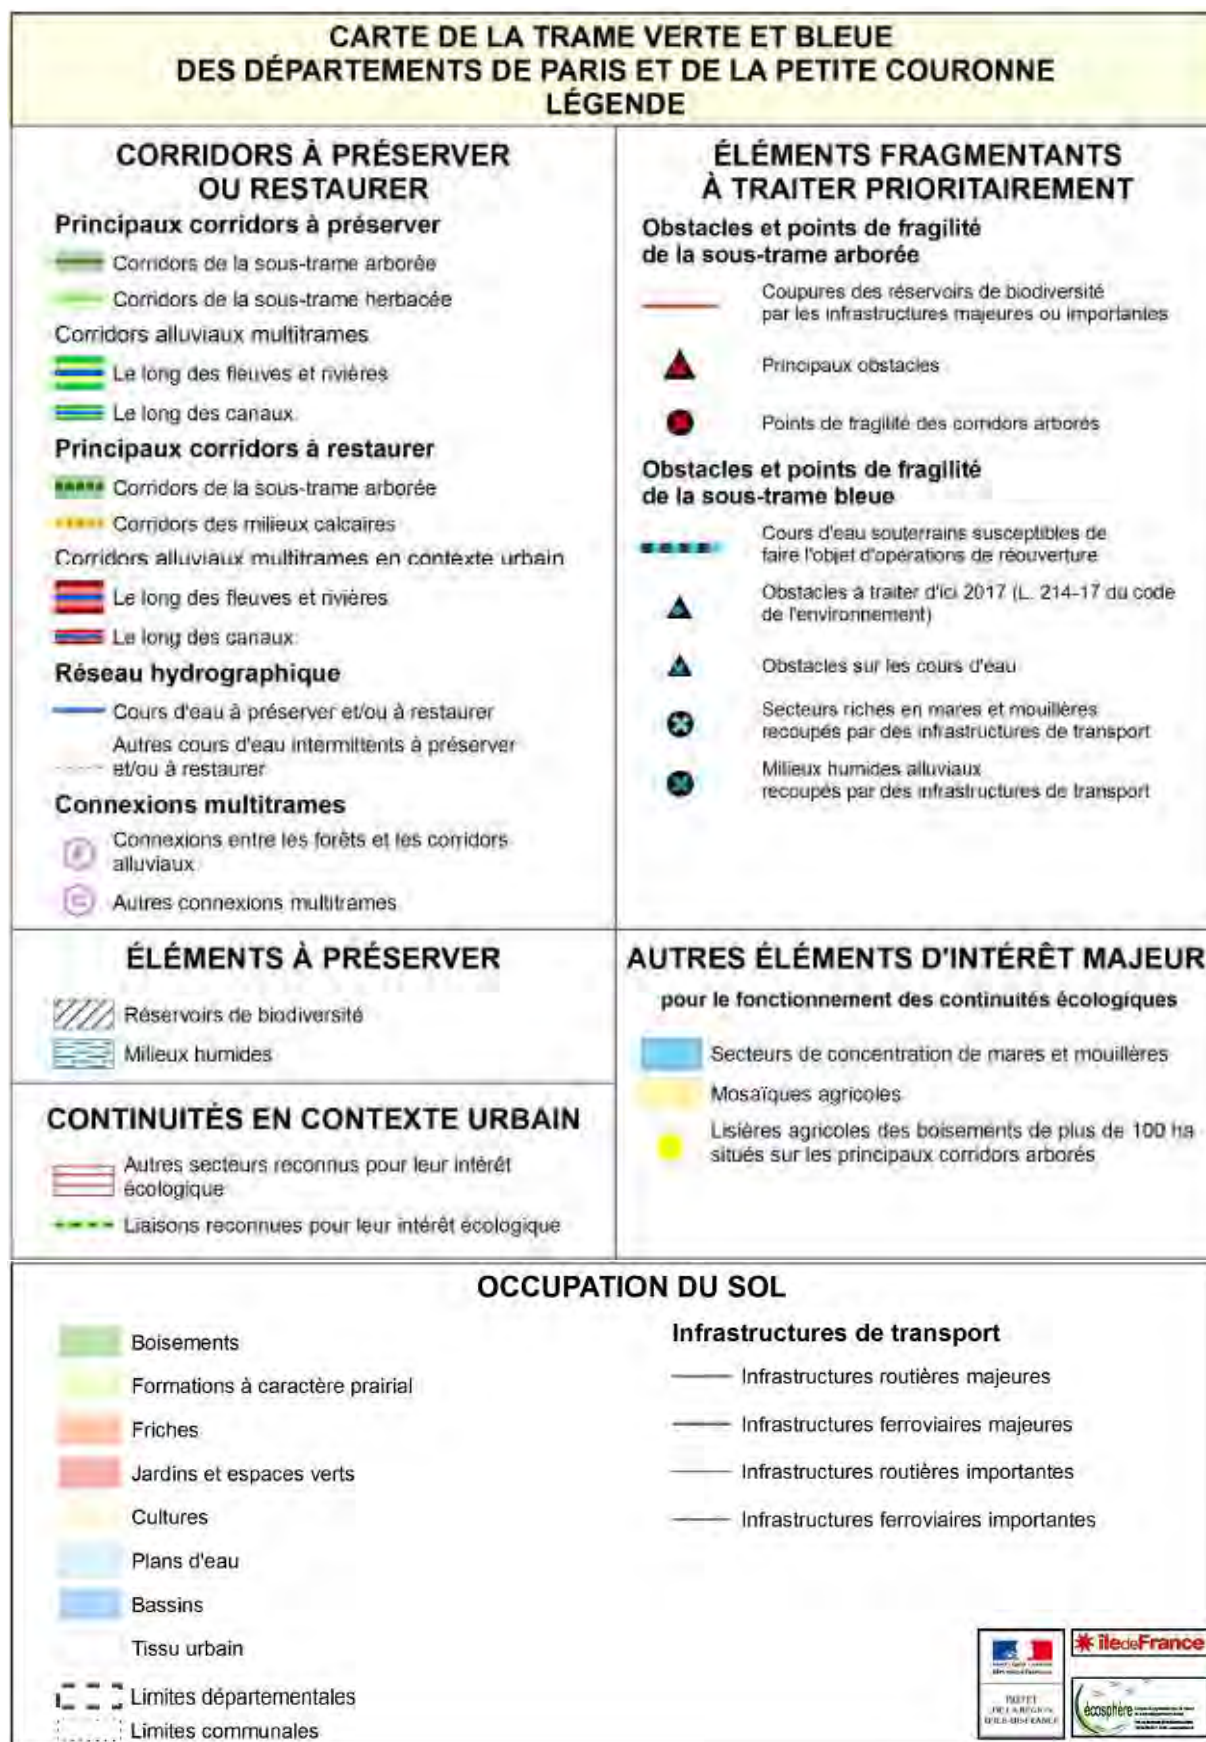 CARTE DE LA TRAME VERTE ET BLEUE
DES DÉPARTEMENTS DE PARIS ET DE LA PETITE COURONNE
LÉGENDE
CORRIDORS À PRÉSERVER
OU RESTAURER
Principaux corridors à préserver
Corridors de la sous-trame arborée
Corridors de la sous-trame herbacée
Corridors alluviaux multitrames
Le long des fleuves et rivières
Le long des canaux
Principaux corridors à restaurer
Corridors de la sous-trame arborée
Corridors des milieux calcaires
Corridors alluviaux multitrames en contexte urbain
Le long des fleuves et rivières
Le long des canaux
Réseau hydrographique
Cours d'eau à préserver et/ou à restaurer
Autres cours d'eau intermittents à préserver
et/ou à restaurer
Connexions multitrames
Connexions entre les forêts et les corridors
alluviaux
Autres connexions multitrames
ÉLÉMENTS FRAGMENTANTS
À TRAITER PRIORITAIREMENT
Obstacles et points de fragilité
de la sous-trame arborée
Coupures des réservoirs de biodiversité
par les infrastructures majeures ou importantes
Principaux obstacles
Points de fragilité des corridors arborés
Obstacles et points de fragilité
de la sous-trame bleue
Cours d'eau souterrains susceptibles de
faire l'objet d'opérations de réouverture
Obstacles à traiter d'ici 2017 (L. 214-17 du code
de l'environnement)
Obstacles sur les cours d'eau
Secteurs riches en mares et mouillères
recoupés par des infrastructures de transport
Milieux humides alluviaux
recoupés par des infrastructures de transport
ÉLÉMENTS À PRÉSERVER
Réservoirs de biodiversité
Milieux humides
CONTINUITÉS EN CONTEXTE URBAIN
Autres secteurs reconnus pour leur intérêt
écologique
Liaisons reconnues pour leur intérêt écologique
AUTRES ÉLÉMENTS D'INTÉRÊT MAJEUR
pour le fonctionnement des continuités écologiques
Secteurs de concentration de mares et mouillères
Mosaïques agricoles
Lisières agricoles des boisements de plus de 100 ha
situés sur les principaux corridors arborés
OCCUPATION DU SOL
Boisements
Formations à caractère prairial
Friches
Jardins et espaces verts
Cultures
Plans d'eau
Bassins
Tissu urbain
Limites départementales
Limites communales
Infrastructures de transport
Infrastructures routières majeures
Infrastructures ferroviaires majeures
Infrastructures routières importantes
Infrastructures ferroviaires importantes
PRÉFET
DE LA RÉGION
D'ÎLE-DE-FRANCE
îledeFrance
écosphère